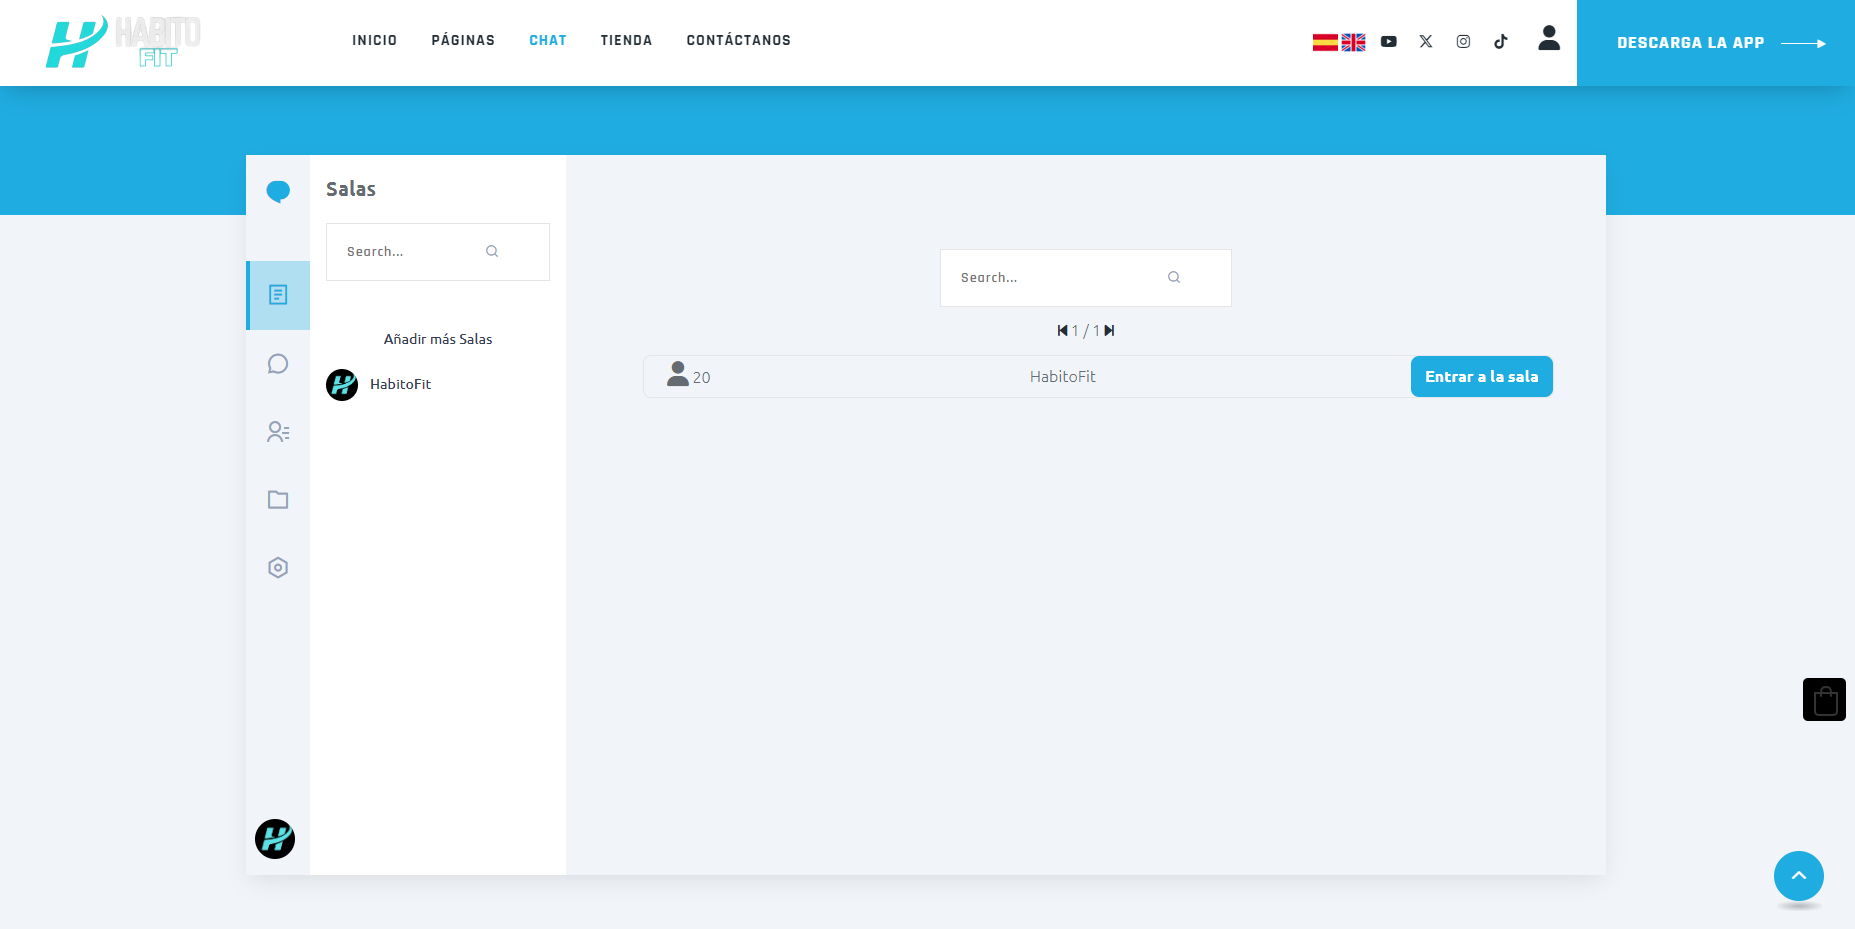 HABITO
FIT
INICIO
PÁGINAS
CHAT
TIENDA
CONTÁCTANOS
DESCARGA LA APP
Salas
Search...
Añadir más Salas
HabitoFit
Search...
1 / 1
20
HabitoFit
Entrar a la sala